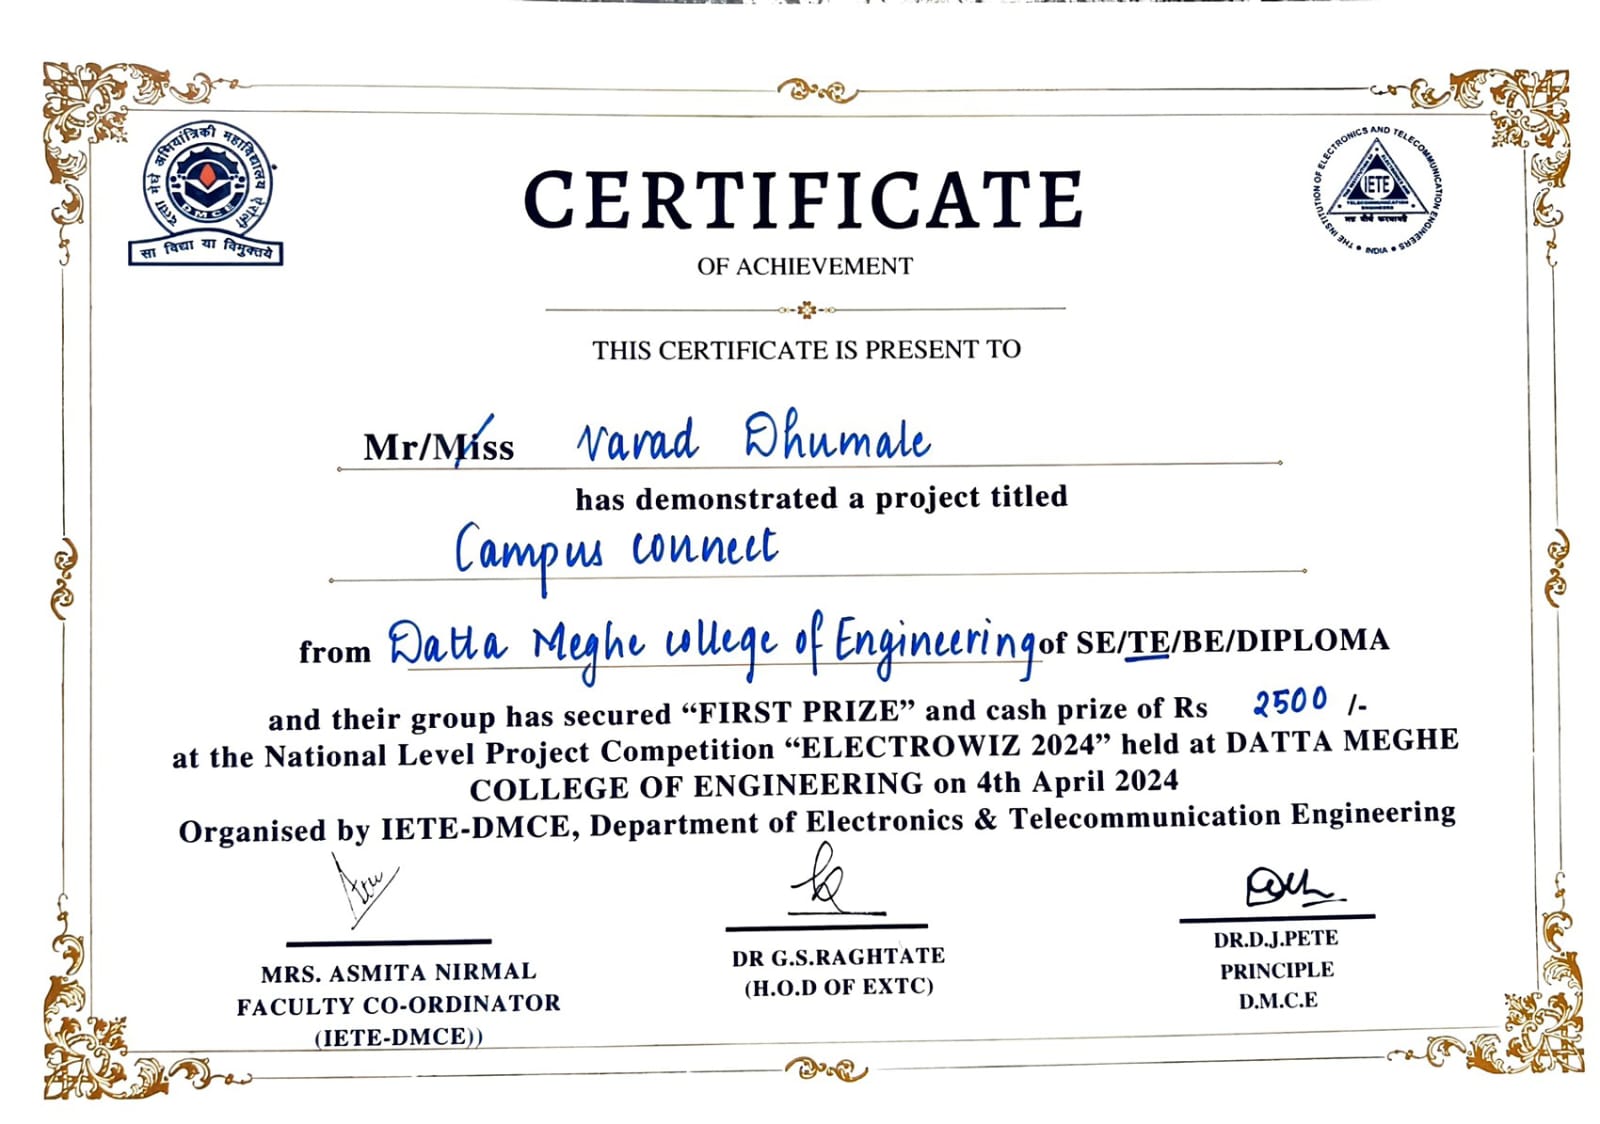 दत्ता मेघे अभियांत्रिकी महाविद्यालय ऐरोली
DMCE
सा विद्या या विमुक्तये
THE INSTITUTION OF ELECTRONICS AND TELECOMMUNICATION ENGINEERS
INDIA
IETE
CERTIFICATE
OF ACHIEVEMENT
THIS CERTIFICATE IS PRESENT TO
Mr/Miss Varad Dhumale
has demonstrated a project titled
Campus connect
from Datta Meghe college of Engineering of SE/TE/BE/DIPLOMA
and their group has secured “FIRST PRIZE” and cash prize of Rs 2500 /-
at the National Level Project Competition “ELECTROWIZ 2024” held at DATTA MEGHE
COLLEGE OF ENGINEERING on 4th April 2024
Organised by IETE-DMCE, Department of Electronics & Telecommunication Engineering
MRS. ASMITA NIRMAL
FACULTY CO-ORDINATOR
(IETE-DMCE))
DR G.S.RAGHTATE
(H.O.D OF EXTC)
DR.D.J.PETE
PRINCIPLE
D.M.C.E